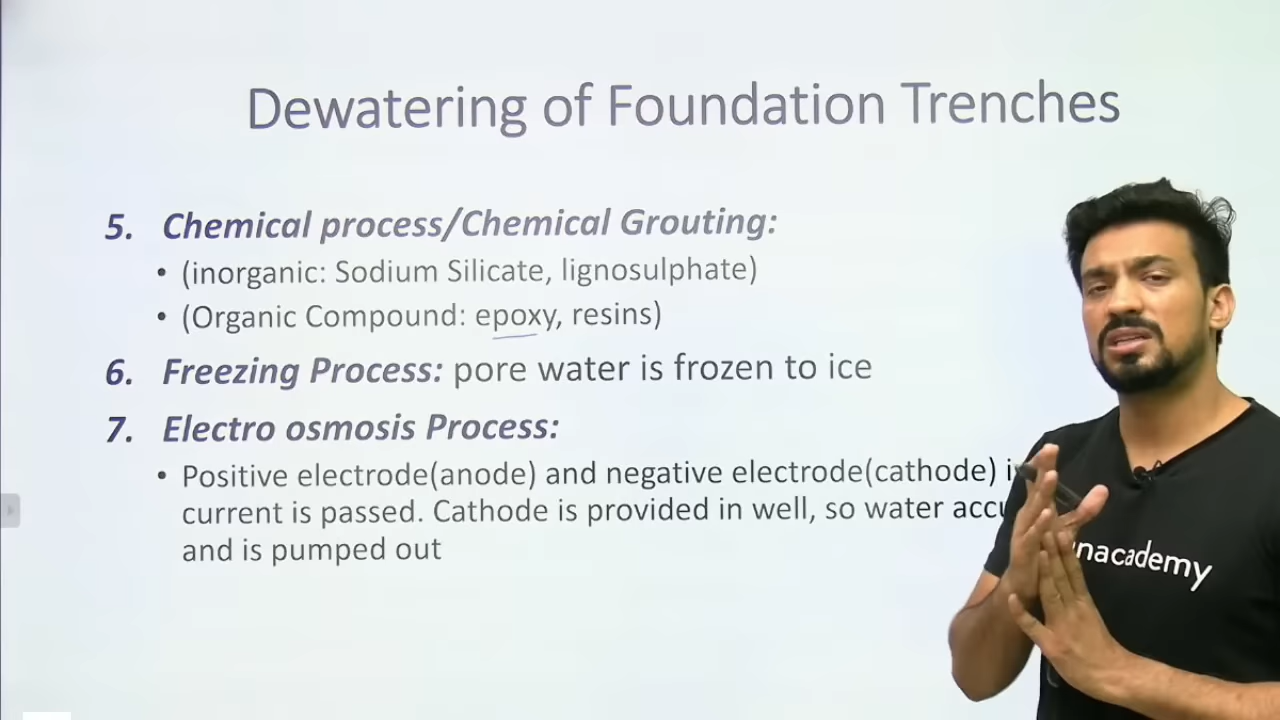 Dewatering of Foundation Trenches
5. Chemical process/Chemical Grouting:
• (inorganic: Sodium Silicate, lignosulphate)
• (Organic Compound: epoxy, resins)
6. Freezing Process: pore water is frozen to ice
7. Electro osmosis Process:
• Positive electrode(anode) and negative electrode(cathode)
current is passed. Cathode is provided in well, so water
and is pumped out
unacademy